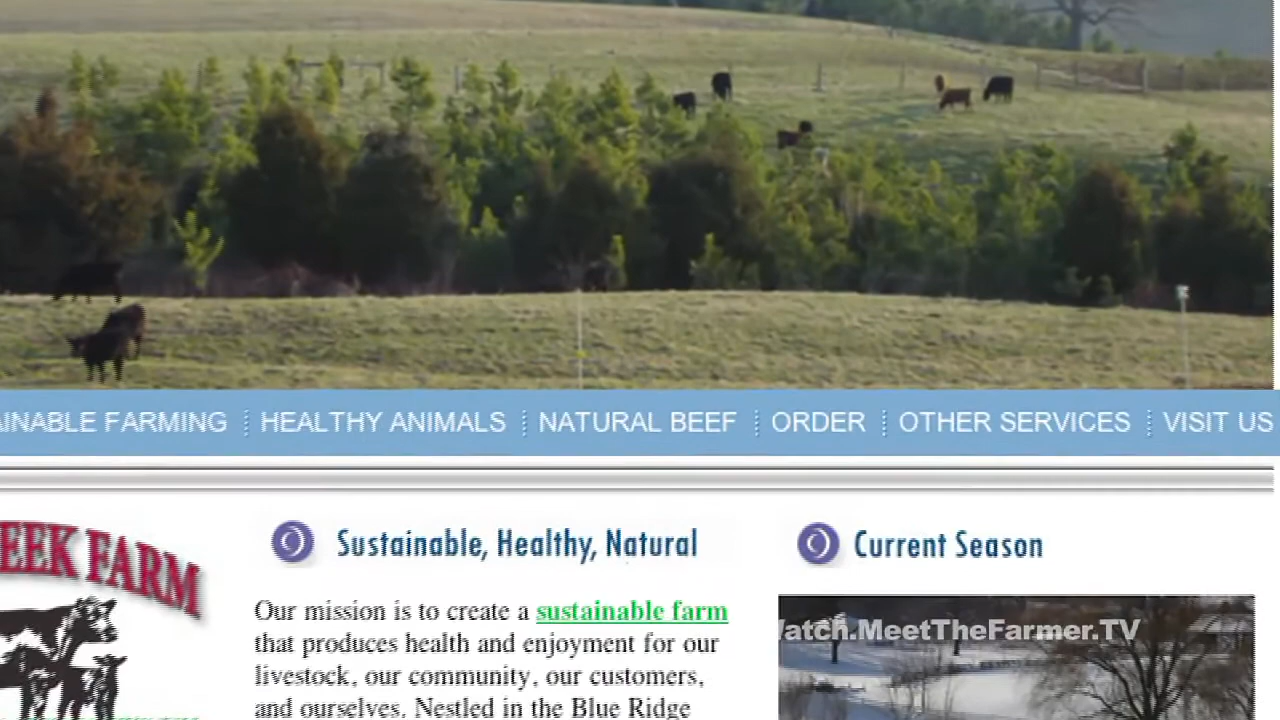 AINABLE FARMING
HEALTHY ANIMALS
NATURAL BEEF
ORDER
OTHER SERVICES
VISIT US
EEK FARM
Sustainable, Healthy, Natural
Our mission is to create a sustainable farm
that produces health and enjoyment for our
livestock, our community, our customers,
and ourselves. Nestled in the Blue Ridge
Current Season
Watch.MeetTheFarmer.TV